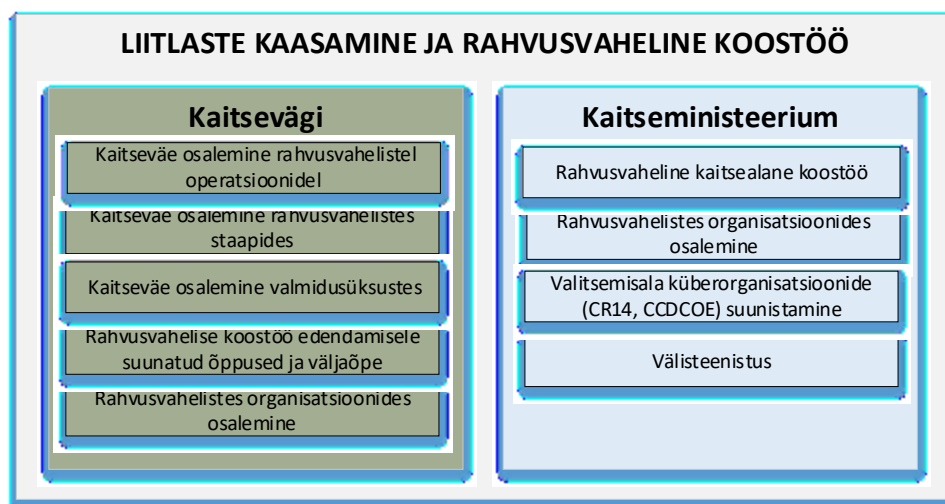 LIITLASTE KAASAMINE JA RAHVUSVAHELINE KOOSTÖÖ
Kaitsevägi
Kaitseväe osalemine rahvusvahelistel
operatsioonidel
Kaitseväe osalemine rahvusvahelistes
staapides
Kaitseväe osalemine valmidusüksustes
Rahvusvahelise koostöö edendamisele
suunatud õppused ja väljaõpe
Rahvusvahelistes organisatsioonides
osalemine
Kaitseministeerium
Rahvusvaheline kaitsealane koostöö
Rahvusvahelistes organisatsioonides
osalemine
Valitsemisala küberorganisatsioonide
(CR14, CCDCOE) suunistamine
Välisteenistus